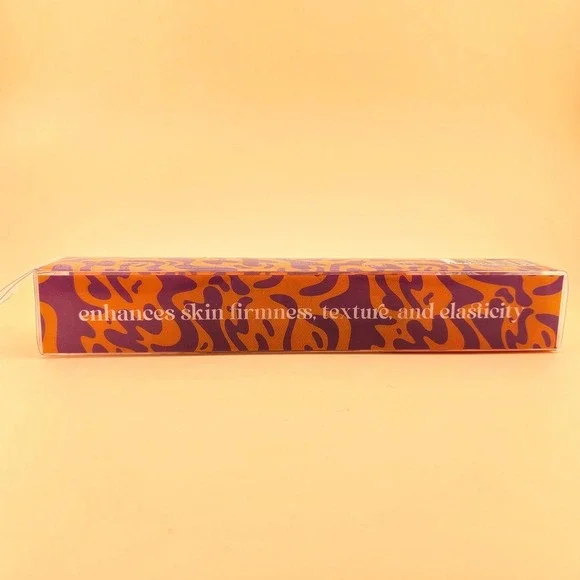 enhances skin firmness, texture, and elasticity